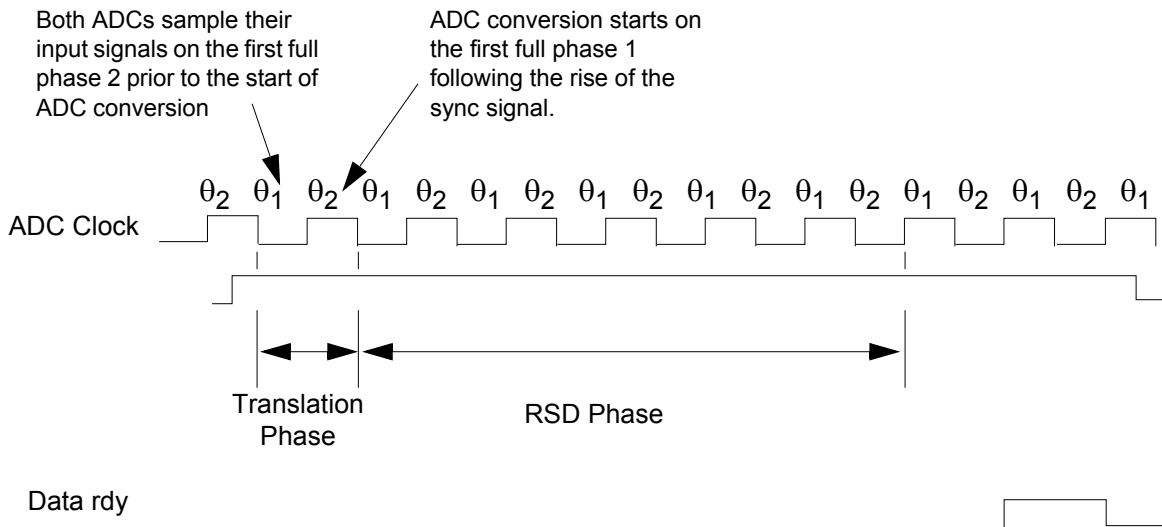 Both ADCs sample their
input signals on the first full
phase 2 prior to the start of
ADC conversion
ADC conversion starts on
the first full phase 1
following the rise of the
sync signal.
θ2 θ1 θ2 θ1 θ2 θ1 θ2 θ1 θ2 θ1 θ2 θ1 θ2 θ1 θ2 θ1 θ2 θ2 θ1
ADC Clock
Translation
Phase
RSD Phase
Data rdy